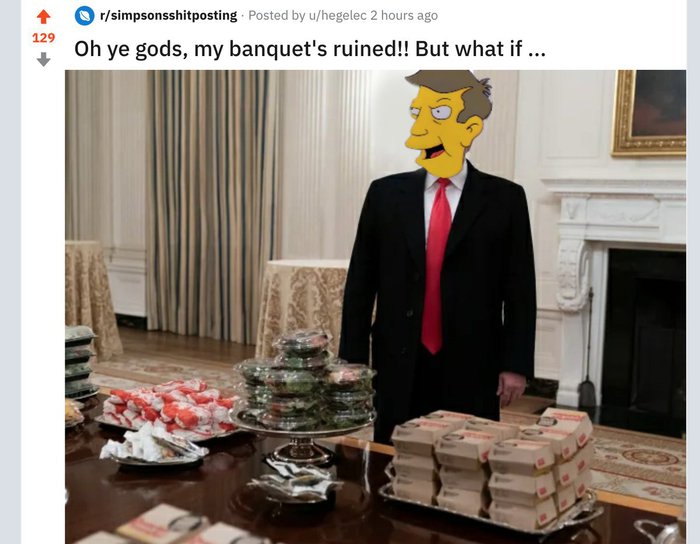 r/simpsonsshitposting · Posted by u/hegelec 2 hours ago
129
Oh ye gods, my banquet's ruined!! But what if ...